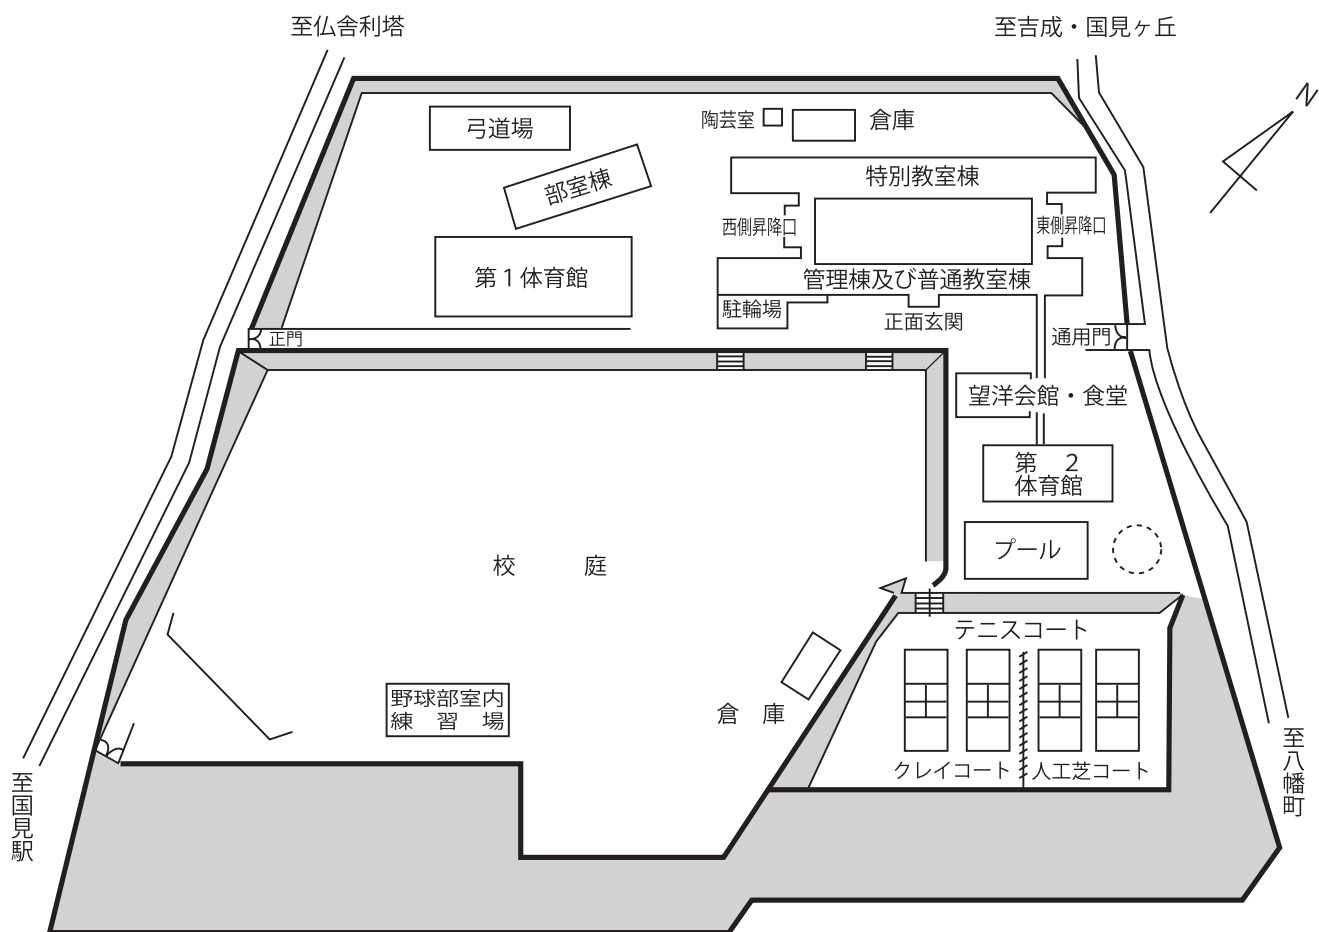 至仏舎利塔
至吉成・国見ヶ丘
N
弓道場
陶芸室
倉庫
部室棟
特別教室棟
西側昇降口
東側昇降口
第１体育館
管理棟及び普通教室棟
駐輪場
正面玄関
正門
通用門
望洋会館・食堂
第　２
体育館
プール
校　　　庭
テニスコート
野球部室内
練　習　場
倉　庫
クレイコート
人工芝コート
至国見駅
至八幡町